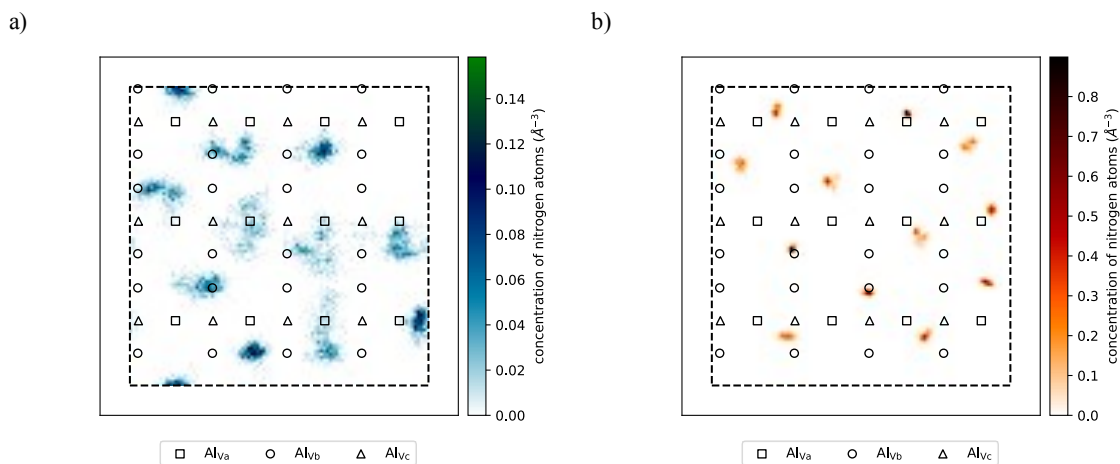 a)
0.14
0.12
0.10
0.08
0.06
0.04
0.02
0.00
concentration of nitrogen atoms (Å⁻³)
Al_Va Al_Vb Al_Vc
b)
0.8
0.7
0.6
0.5
0.4
0.3
0.2
0.1
0.0
concentration of nitrogen atoms (Å⁻³)
Al_Va Al_Vb Al_Vc